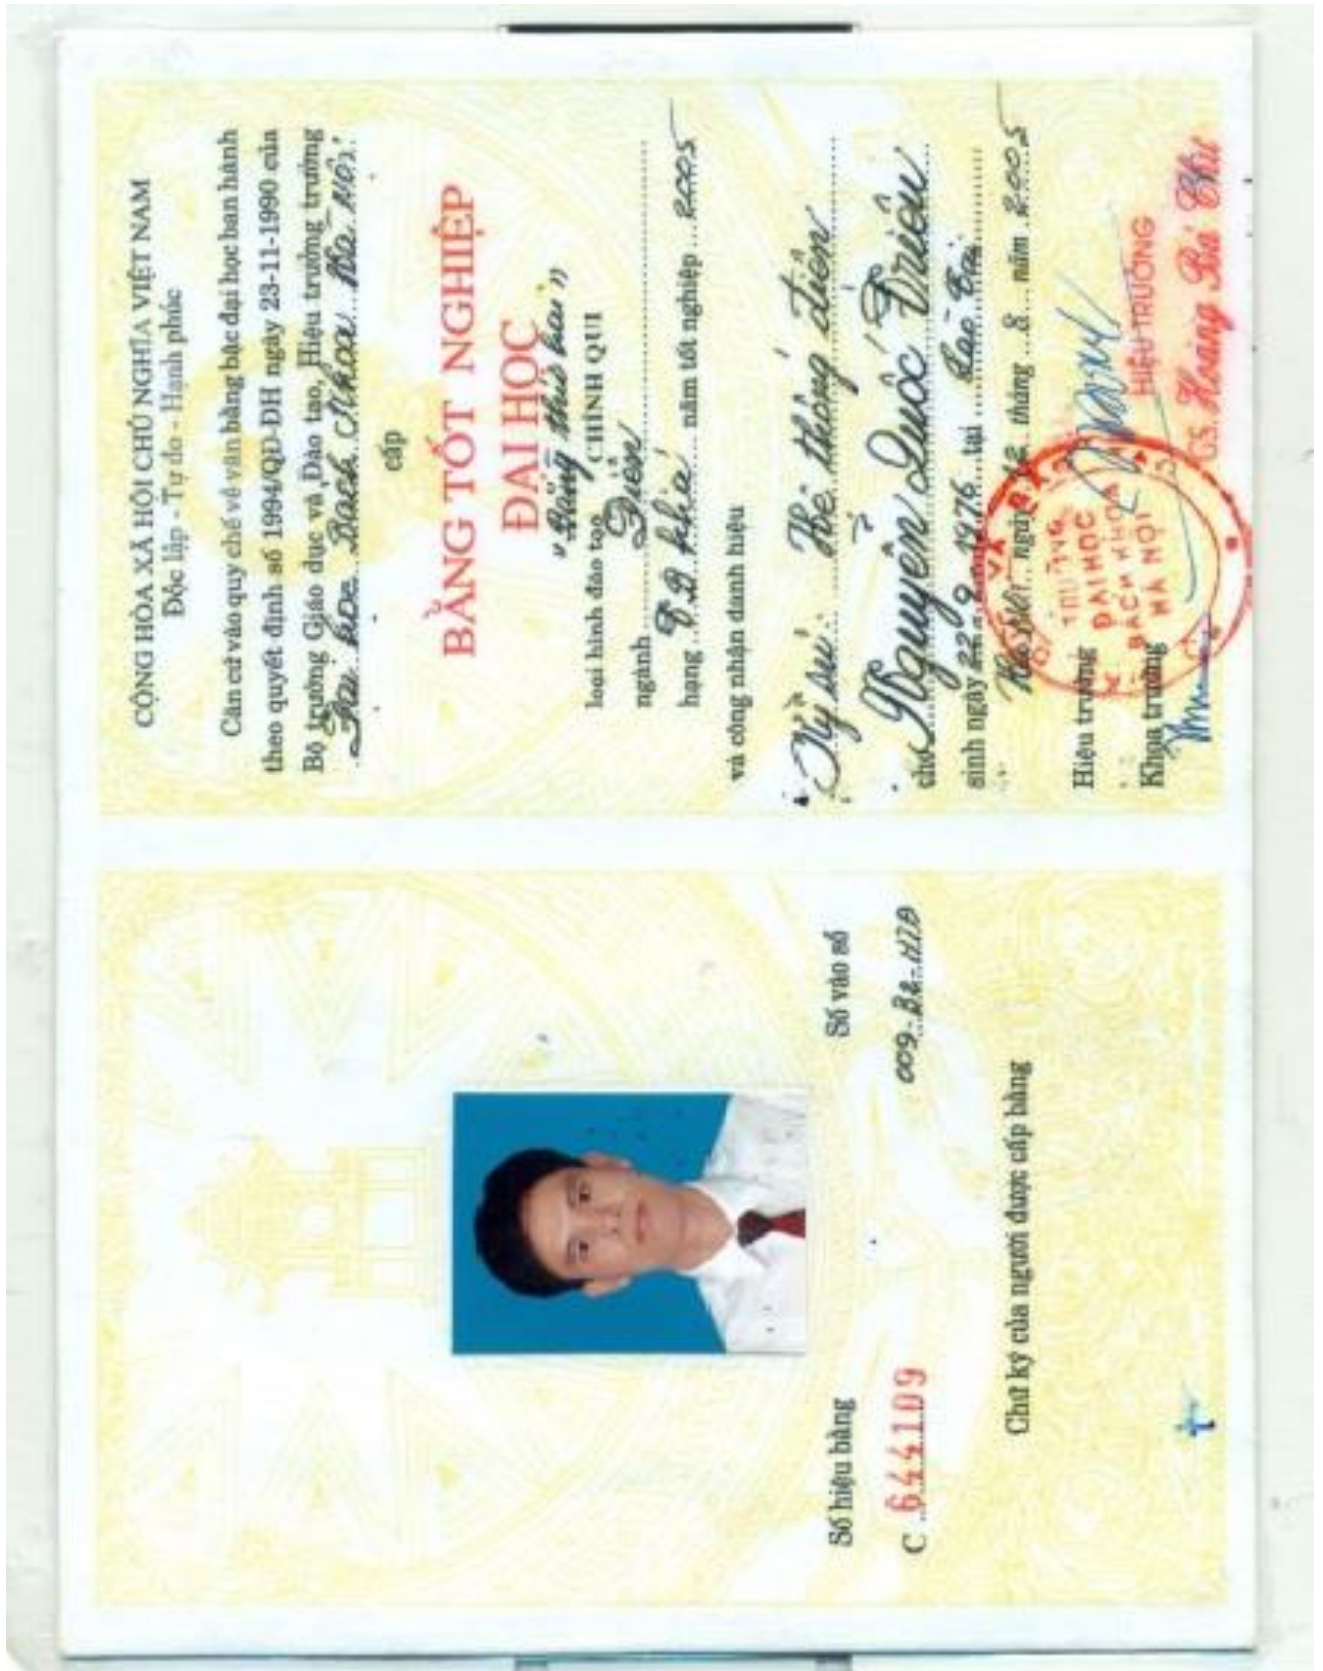 Số hiệu bằng
C 644109
Số vào sổ
009-B2-HTĐ
Chữ ký của người được cấp bằng
CỘNG HÒA XÃ HỘI CHỦ NGHĨA VIỆT NAM
Độc lập - Tự do - Hạnh phúc
Căn cứ vào quy chế về văn bằng bậc đại học ban hành
theo quyết định số 1994/QĐ-ĐH ngày 23-11-1990 của
Bộ trưởng Giáo dục và Đào tạo, Hiệu trưởng trường
Đại học Bách Khoa Hà Nội
cấp
BẰNG TỐT NGHIỆP
ĐẠI HỌC
"Bằng thứ hai"
loại hình đào tạo CHÍNH QUI
ngành Điện
hạng T.B khá năm tốt nghiệp 2005
và công nhận danh hiệu
Kỹ sư: Hệ thống điện
cho Nguyễn Quốc Triệu
sinh ngày 22.9.1976 tại
Hà Nội ngày 12 tháng 8 năm 2005
Hiệu trưởng
Khoa trưởng
TRƯỜNG
ĐẠI HỌC
BÁCH KHOA
HÀ NỘI
HIỆU TRƯỞNG
GS. Hoàng Bá Chư